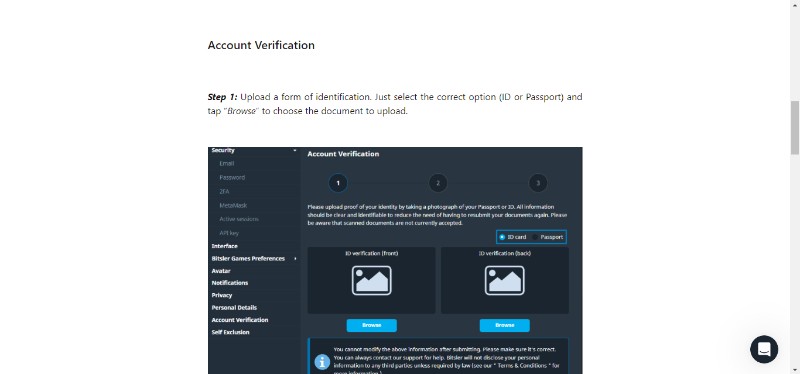 Account Verification
Step 1: Upload a form of identification. Just select the correct option (ID or Passport) and
tap "Browse" to choose the document to upload.
Security
Email
Password
2FA
MetaMask
Active sessions
API key
Interface
Bitsler Games Preferences
Avatar
Notifications
Privacy
Personal Details
Account Verification
Self Exclusion
Account Verification
1 2 3
Please upload proof of your identity by taking a photograph of your Passport or ID. All information
should be clear and identifiable to reduce the need of having to resubmit your documents again. Please
be aware that scanned documents are not currently accepted.
ID card Passport
ID verification (front) ID verification (back)
Browse Browse
You cannot modify the above information after submitting. Please make sure it's correct.
You can always contact our support for help. Bitsler will not disclose your personal
information to any third parties unless required by law (see our " Terms & Conditions " for
more information ).